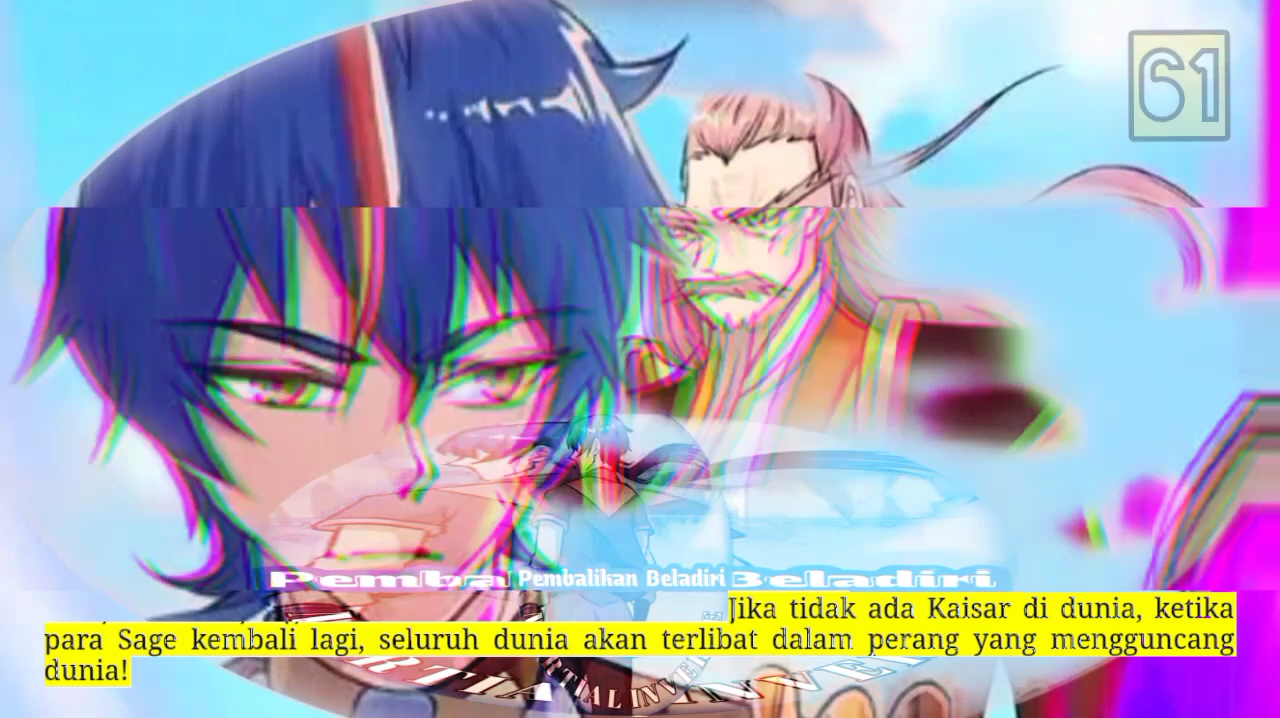 61
Pembalikan Beladiri
Jika tidak ada Kaisar di dunia, ketika
para Sage kembali lagi, seluruh dunia akan terlibat dalam perang yang mengguncang
dunia!